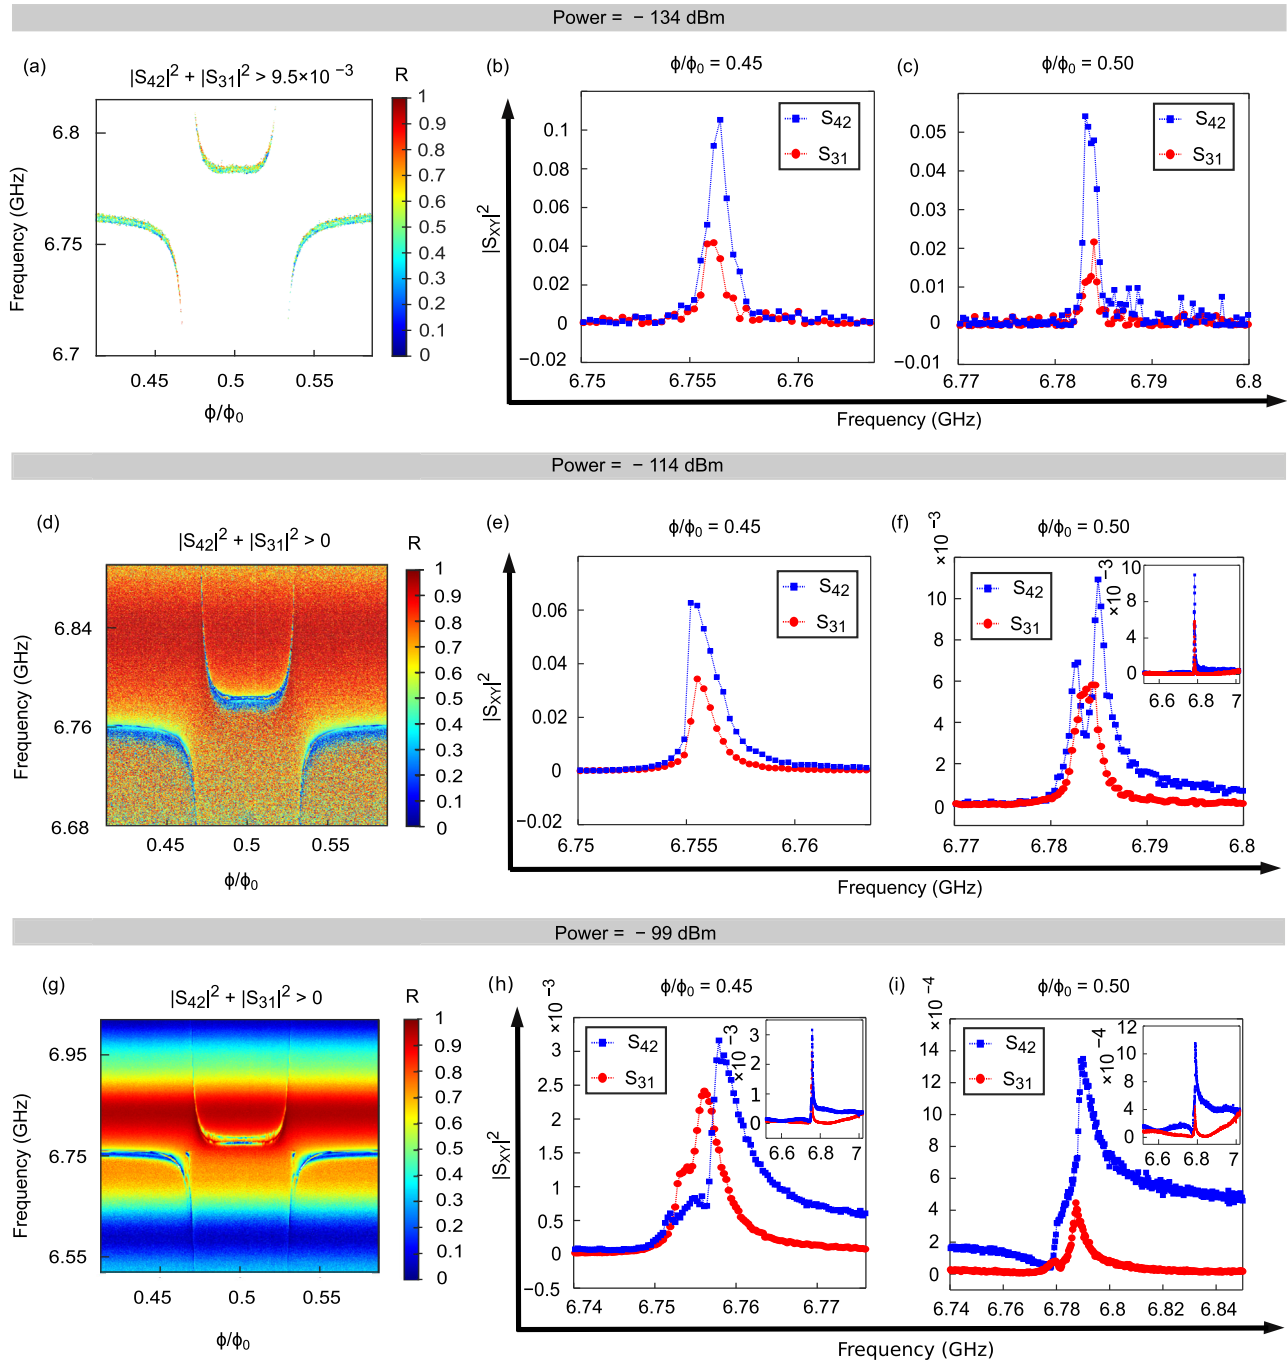 Power = − 134 dBm
(a)
|S42|² + |S31|² > 9.5×10⁻³
R
Frequency (GHz)
6.8
6.75
6.7
0.45
0.5
0.55
ϕ/ϕ0
1
0.9
0.8
0.7
0.6
0.5
0.4
0.3
0.2
0.1
0
(b)
ϕ/ϕ0 = 0.45
|SXY|²
0.1
0.08
0.06
0.04
0.02
0
−0.02
S42
S31
6.75
6.756
6.76
(c)
ϕ/ϕ0 = 0.50
0.05
0.04
0.03
0.02
0.01
0
−0.01
S42
S31
6.77
6.78
6.79
6.8
Frequency (GHz)
Power = − 114 dBm
(d)
|S42|² + |S31|² > 0
R
Frequency (GHz)
6.84
6.76
6.68
0.45
0.5
0.55
ϕ/ϕ0
1
0.9
0.8
0.7
0.6
0.5
0.4
0.3
0.2
0.1
0
(e)
ϕ/ϕ0 = 0.45
|SXY|²
0.06
0.04
0.02
0
−0.02
S42
S31
6.75
6.755
6.76
(f)
ϕ/ϕ0 = 0.50
×10⁻³
10
8
6
4
2
0
S42
S31
×10⁻³
10
8
4
0
6.6
6.8
7
6.77
6.78
6.79
6.8
Frequency (GHz)
Power = − 99 dBm
(g)
|S42|² + |S31|² > 0
R
Frequency (GHz)
6.95
6.75
6.55
0.45
0.5
0.55
ϕ/ϕ0
1
0.9
0.8
0.7
0.6
0.5
0.4
0.3
0.2
0.1
0
(h)
ϕ/ϕ0 = 0.45
×10⁻³
|SXY|²
3
2.5
2
1.5
1
0.5
0
−0.5
S42
S31
×10⁻³
3
2
1
0
6.6
6.8
7
6.74
6.75
6.76
6.77
(i)
ϕ/ϕ0 = 0.50
×10⁻⁴
14
12
10
8
6
4
2
0
S42
S31
×10⁻⁴
12
8
4
0
6.6
6.8
7
6.74
6.76
6.78
6.8
6.82
6.84
Frequency (GHz)